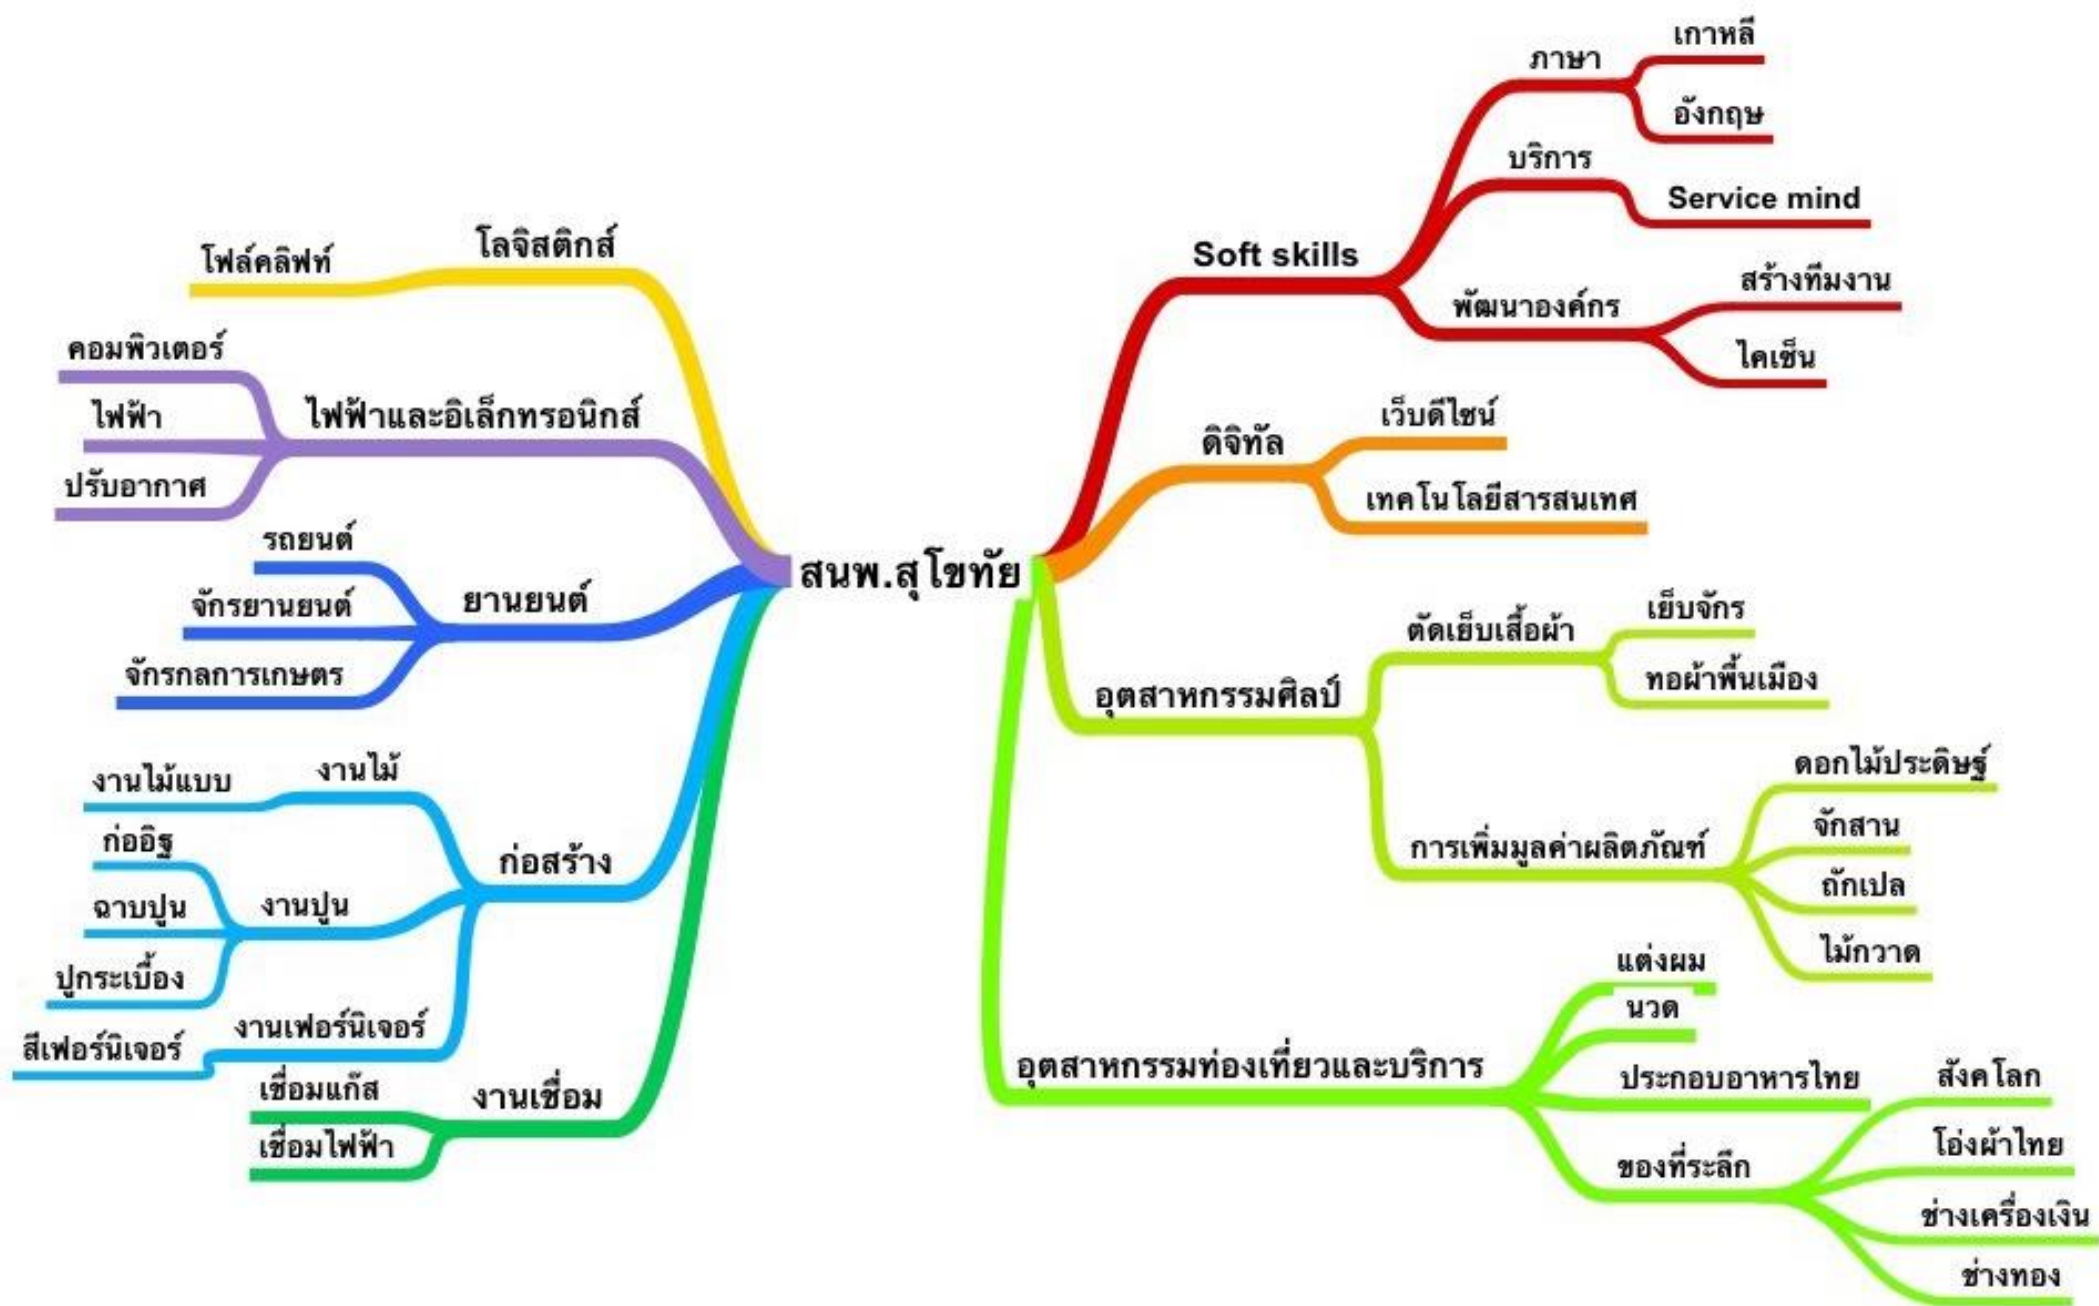 สนพ.สุโขทัย
โลจิสติกส์
โฟล์คลิฟท์
ไฟฟ้าและอิเล็กทรอนิกส์
คอมพิวเตอร์
ไฟฟ้า
ปรับอากาศ
ยานยนต์
รถยนต์
จักรยานยนต์
จักรกลการเกษตร
ก่อสร้าง
งานไม้
งานไม้แบบ
งานปูน
ก่ออิฐ
ฉาบปูน
ปูกระเบื้อง
งานเฟอร์นิเจอร์
สีเฟอร์นิเจอร์
งานเชื่อม
เชื่อมแก๊ส
เชื่อมไฟฟ้า
Soft skills
ภาษา
เกาหลี
อังกฤษ
บริการ
Service mind
พัฒนาองค์กร
สร้างทีมงาน
ไคเซ็น
ดิจิทัล
เว็บดีไซน์
เทคโนโลยีสารสนเทศ
อุตสาหกรรมศิลป์
ตัดเย็บเสื้อผ้า
เย็บจักร
ทอผ้าพื้นเมือง
การเพิ่มมูลค่าผลิตภัณฑ์
ดอกไม้ประดิษฐ์
จักสาน
ถักเปล
ไม้กวาด
อุตสาหกรรมท่องเที่ยวและบริการ
แต่งผม
นวด
ประกอบอาหารไทย
ของที่ระลึก
สังคโลก
โอ่งผ้าไทย
ช่างเครื่องเงิน
ช่างทอง